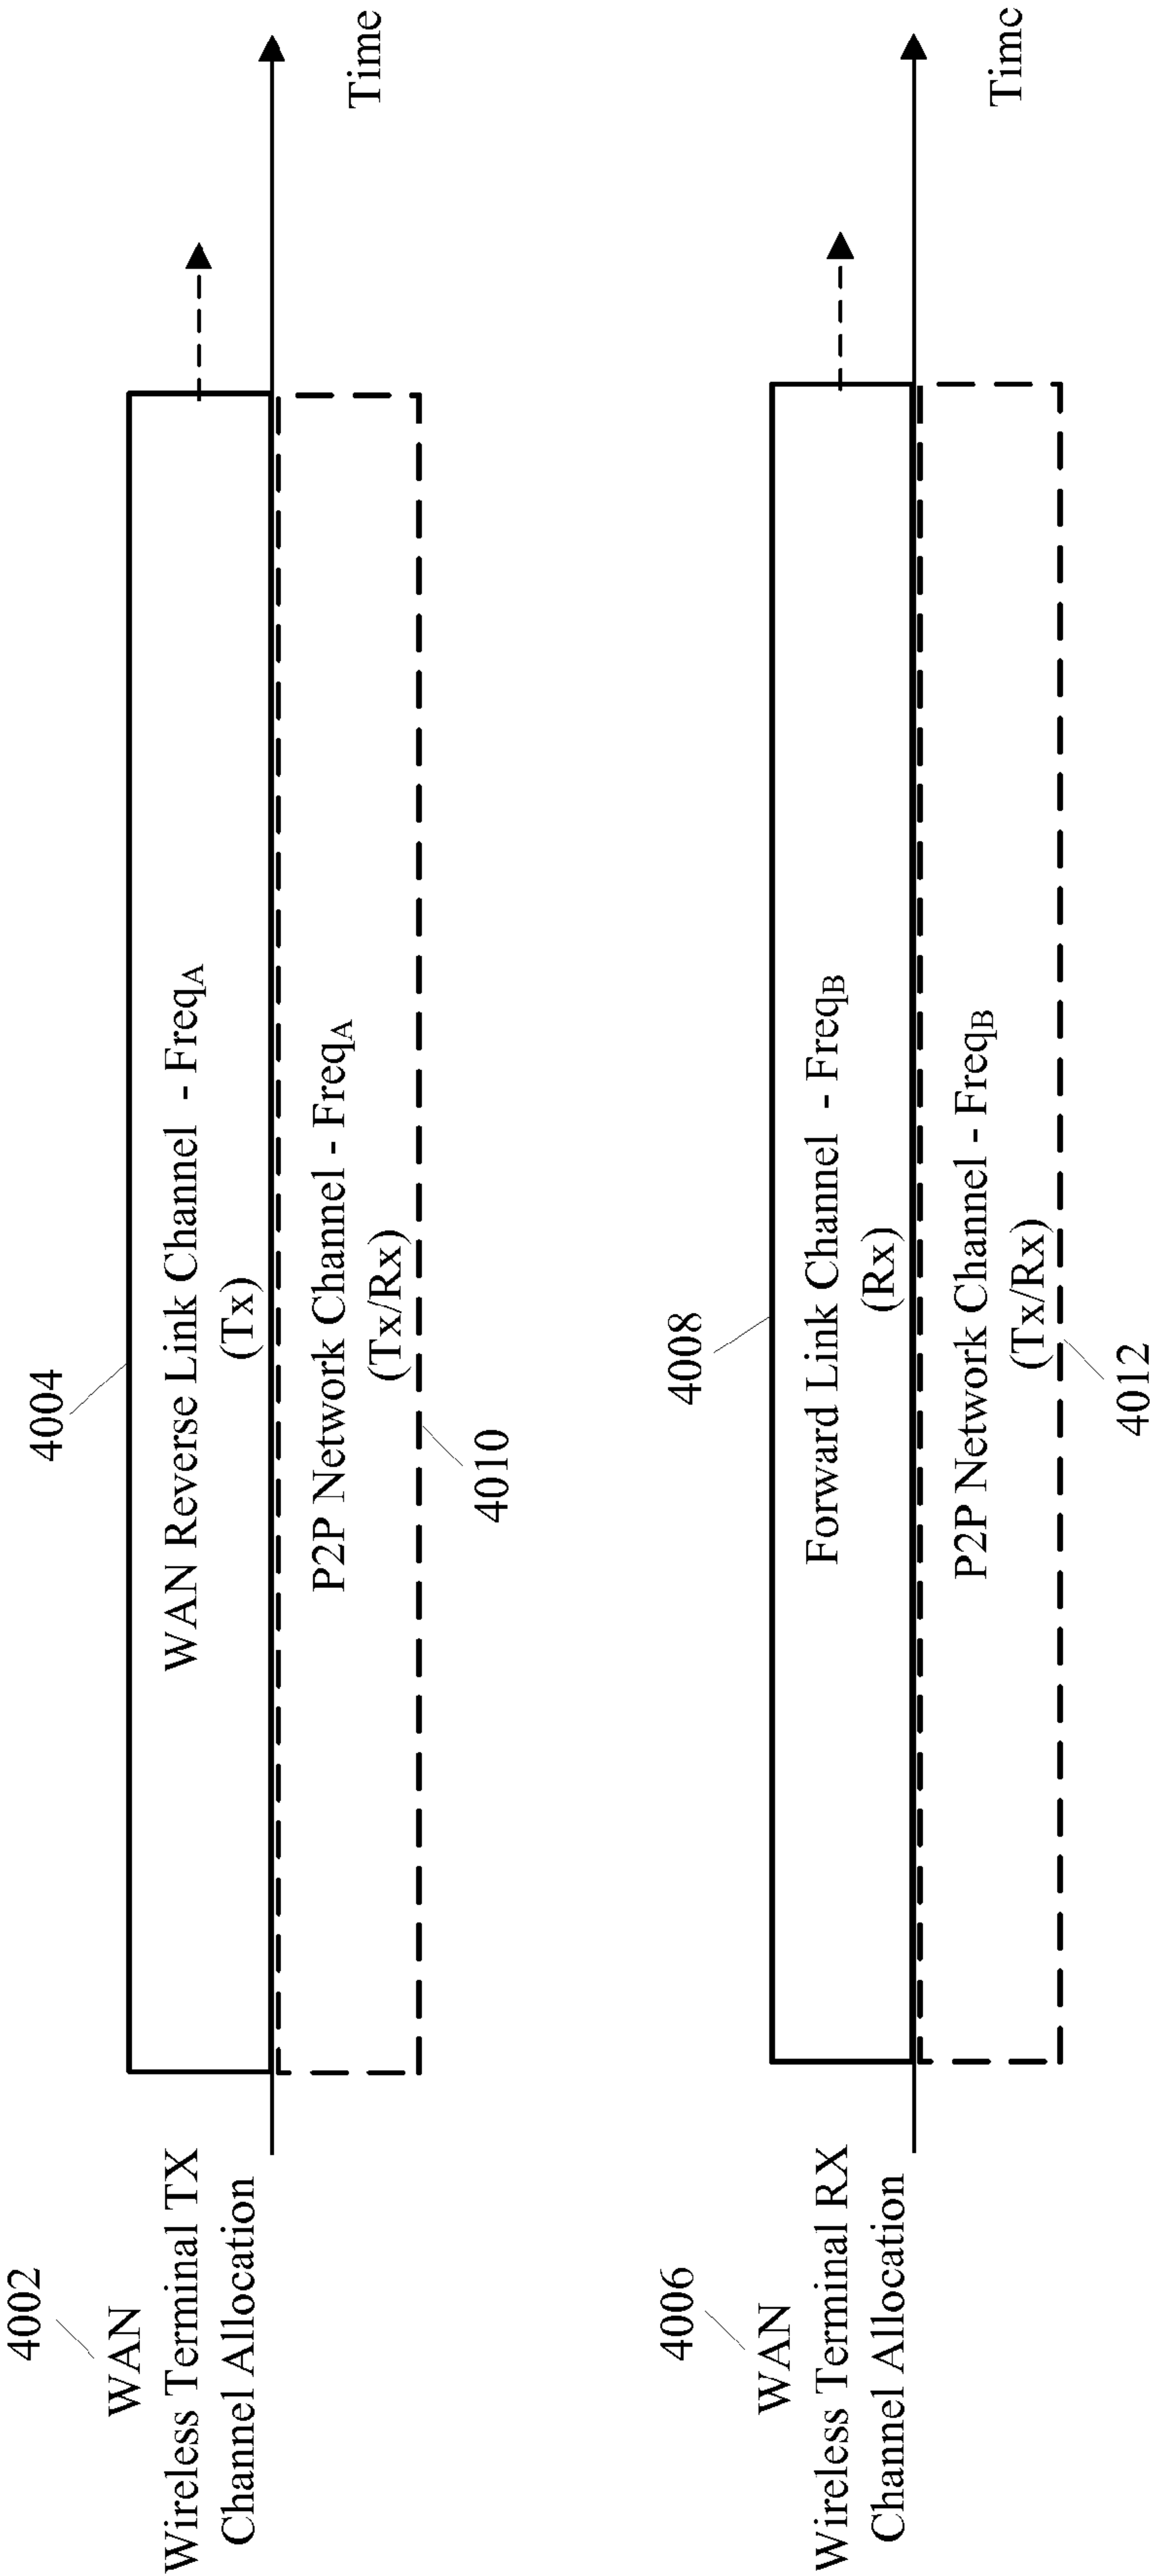 4002
WAN
Wireless Terminal TX
Channel Allocation
4004
WAN Reverse Link Channel - FreqA
(Tx)
P2P Network Channel - FreqA
(Tx/Rx)
4010
Time
4006
WAN
Wireless Terminal RX
Channel Allocation
4008
Forward Link Channel - FreqB
(Rx)
P2P Network Channel - FreqB
(Tx/Rx)
4012
Time